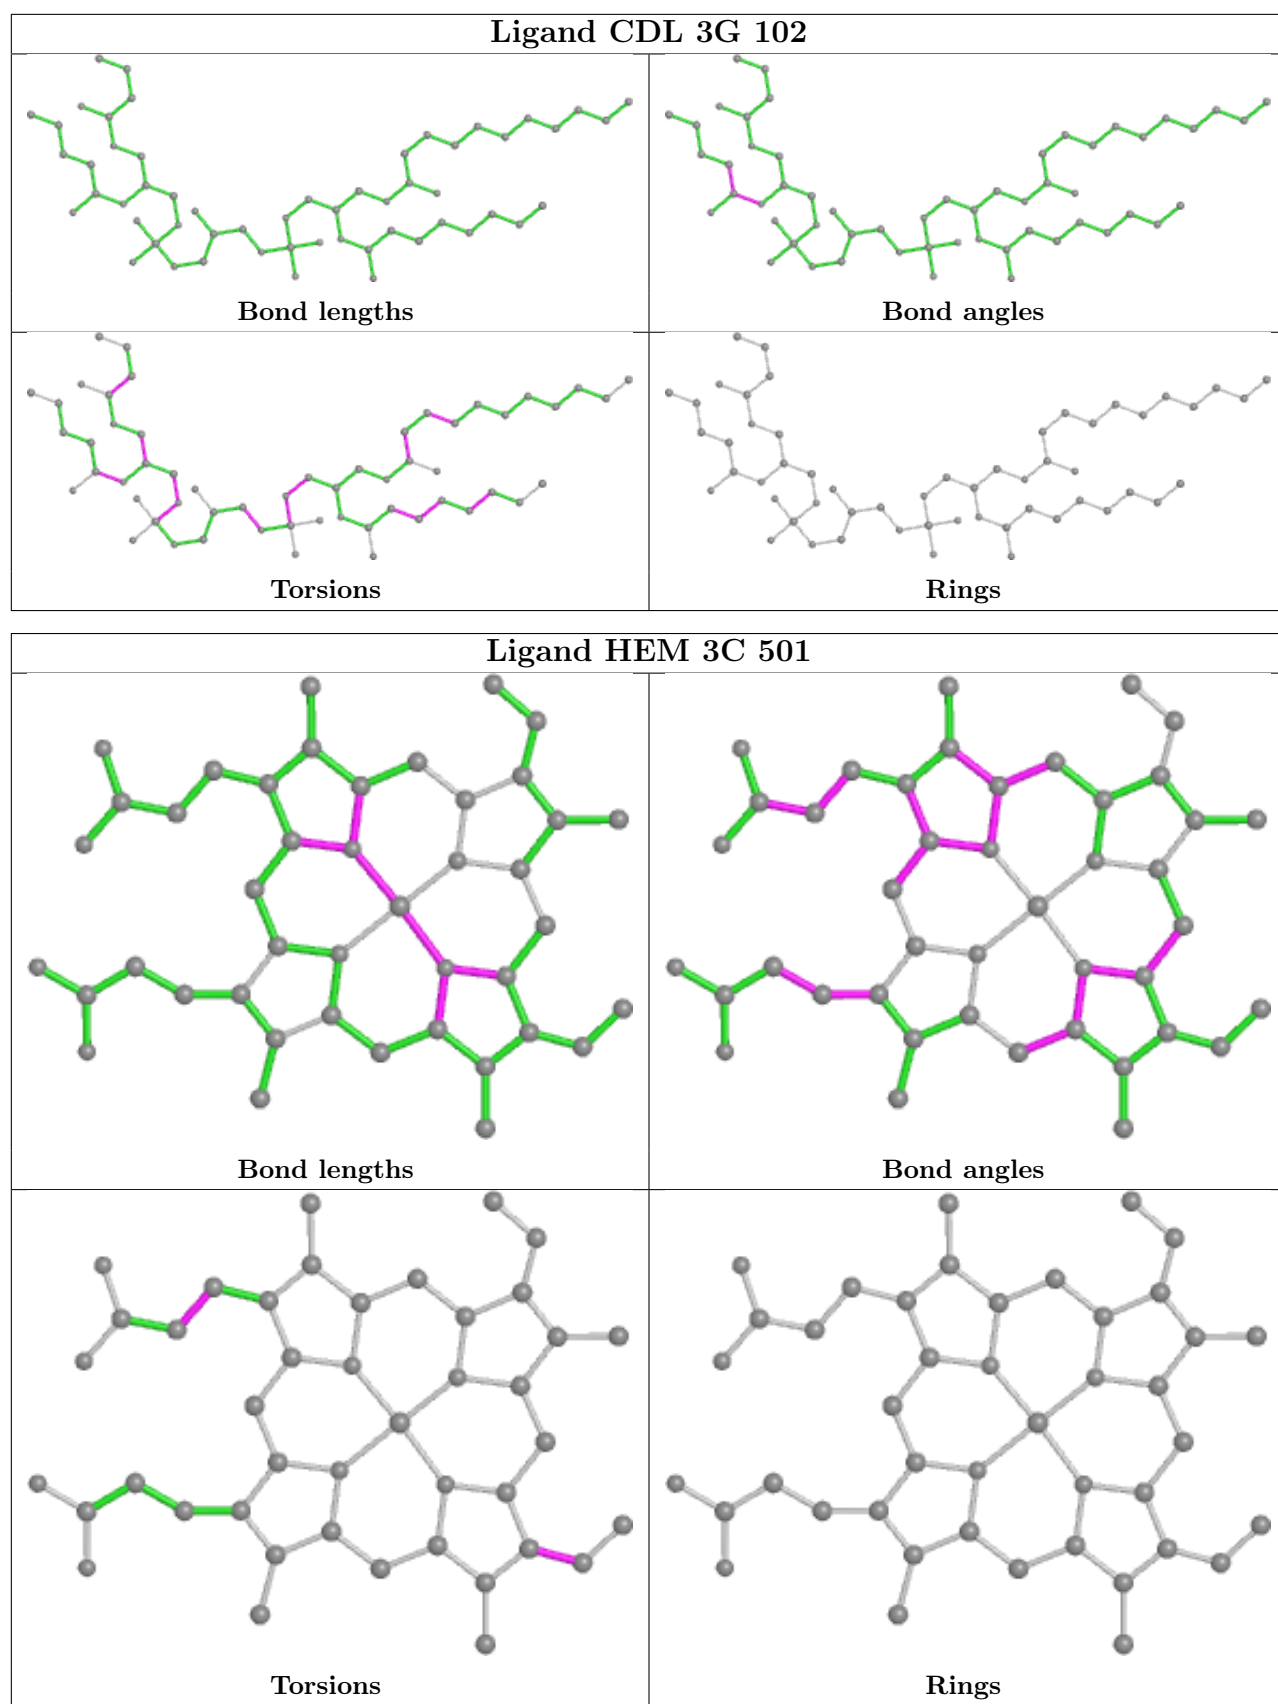 Ligand CDL 3G 102
Bond lengths
Bond angles
Torsions
Rings
Ligand HEM 3C 501
Bond lengths
Bond angles
Torsions
Rings